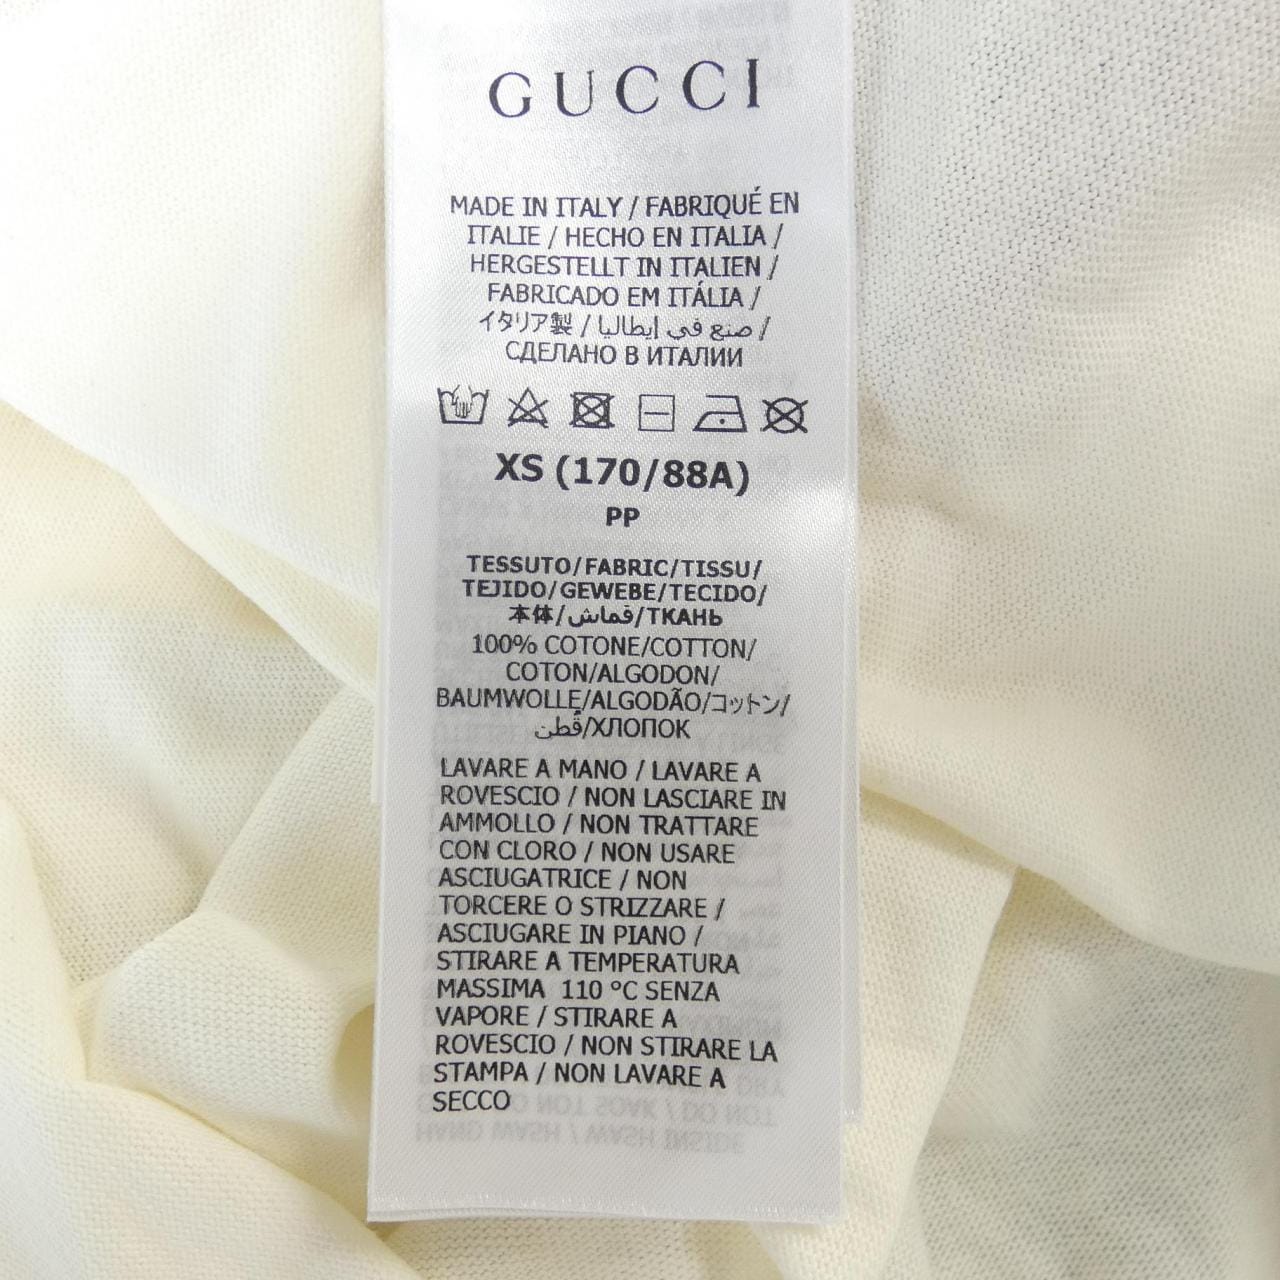 GUCCI
MADE IN ITALY / FABRIQUÉ EN
ITALIE / HECHO EN ITALIA /
HERGESTELLT IN ITALIEN /
FABRICADO EM ITÁLIA /
イタリア製 / صنع في إيطاليا /
СДЕЛАНО В ИТАЛИИ
XS (170/88A)
PP
TESSUTO/FABRIC/TISSU/
TEJIDO/GEWEBE/TECIDO/
本体/قماش/ТКАНЬ
100% COTONE/COTTON/
COTON/ALGODON/
BAUMWOLLE/ALGODÃO/コットン/
قُطن/ХЛОПОК
LAVARE A MANO / LAVARE A
ROVESCIO / NON LASCIARE IN
AMMOLLO / NON TRATTARE
CON CLORO / NON USARE
ASCIUGATRICE / NON
TORCERE O STRIZZARE /
ASCIUGARE IN PIANO /
STIRARE A TEMPERATURA
MASSIMA 110 °C SENZA
VAPORE / STIRARE A
ROVESCIO / NON STIRARE LA
STAMPA / NON LAVARE A
SECCO